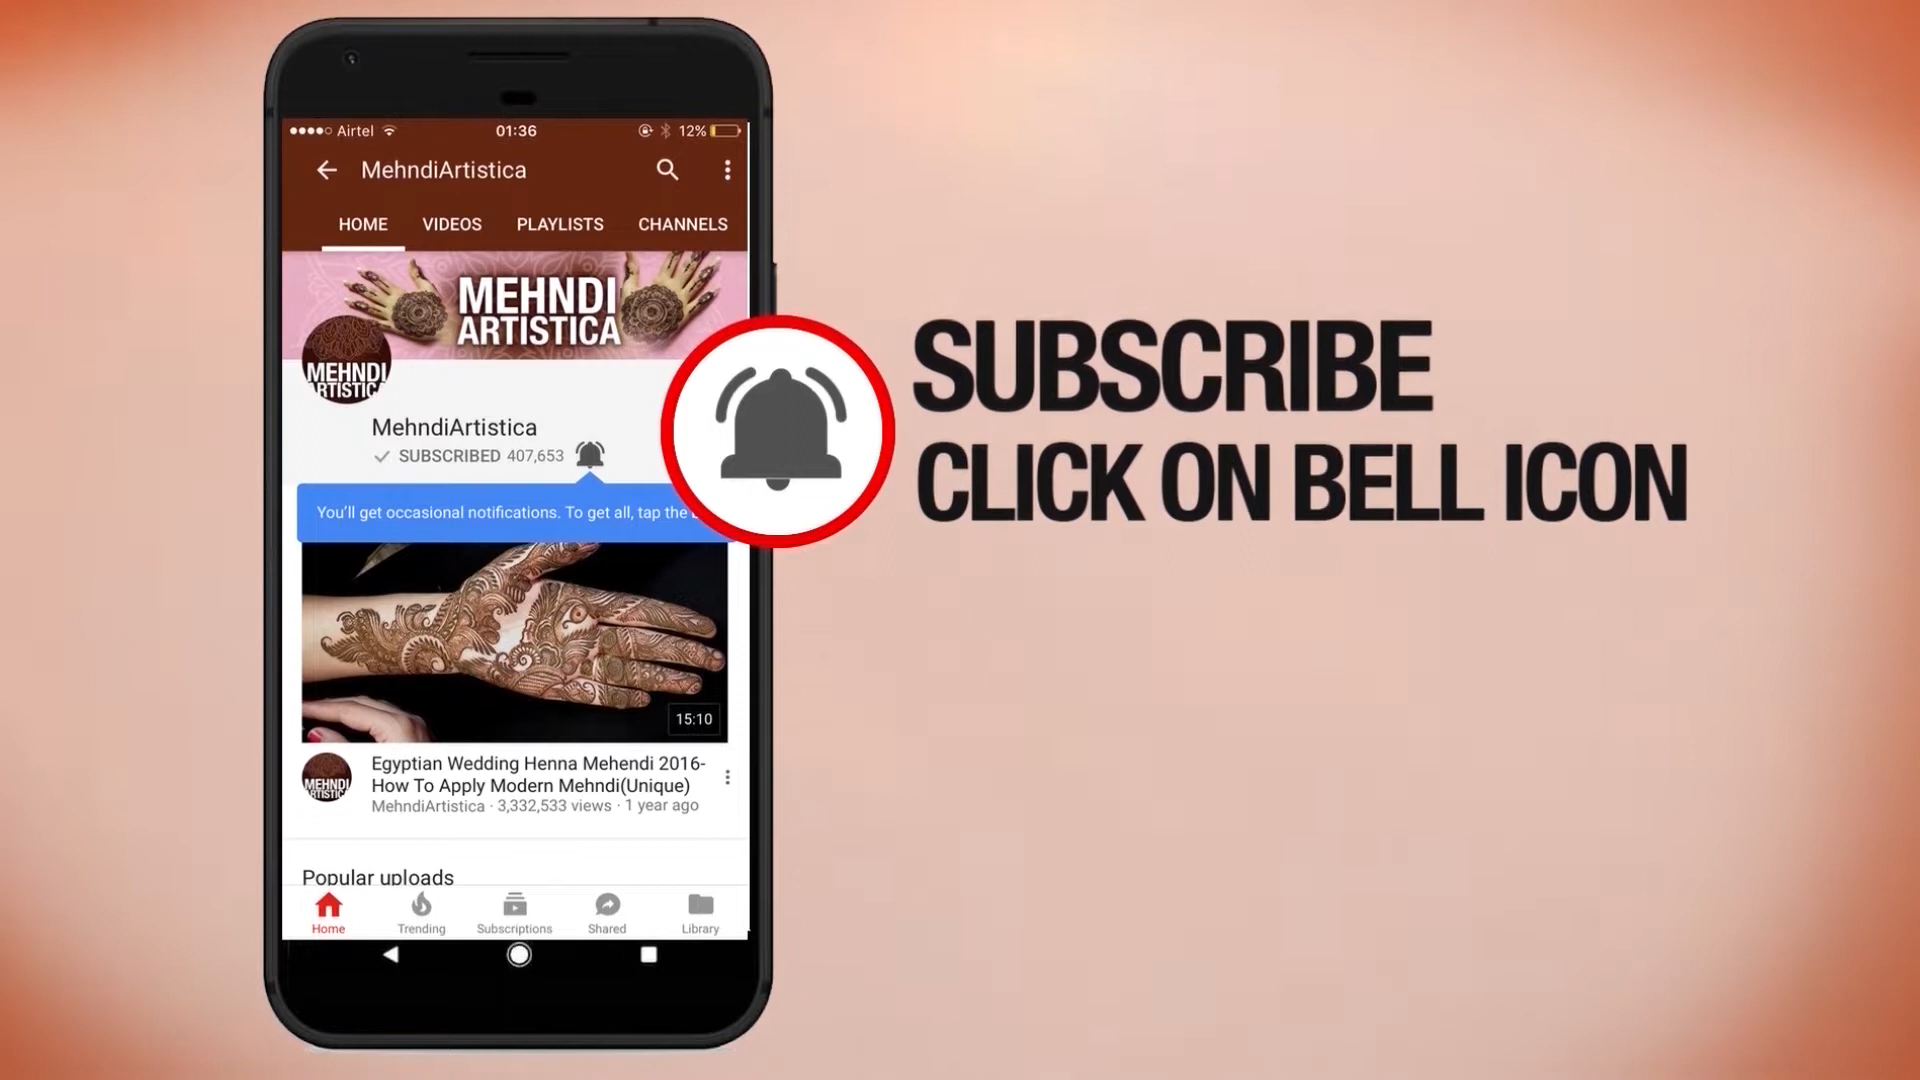 Airtel 01:36 12%
MehndiArtistica
HOME VIDEOS PLAYLISTS CHANNELS
MEHNDI
ARTISTICA
MEHNDI
ARTISTICA
MehndiArtistica
SUBSCRIBED 407,653
You'll get occasional notifications. To get all, tap the
SUBSCRIBE
CLICK ON BELL ICON
15:10
MEHNDI
ARTISTICA
Egyptian Wedding Henna Mehendi 2016-
How To Apply Modern Mehndi(Unique)
MehndiArtistica · 3,332,533 views · 1 year ago
Popular uploads
Home Trending Subscriptions Shared Library